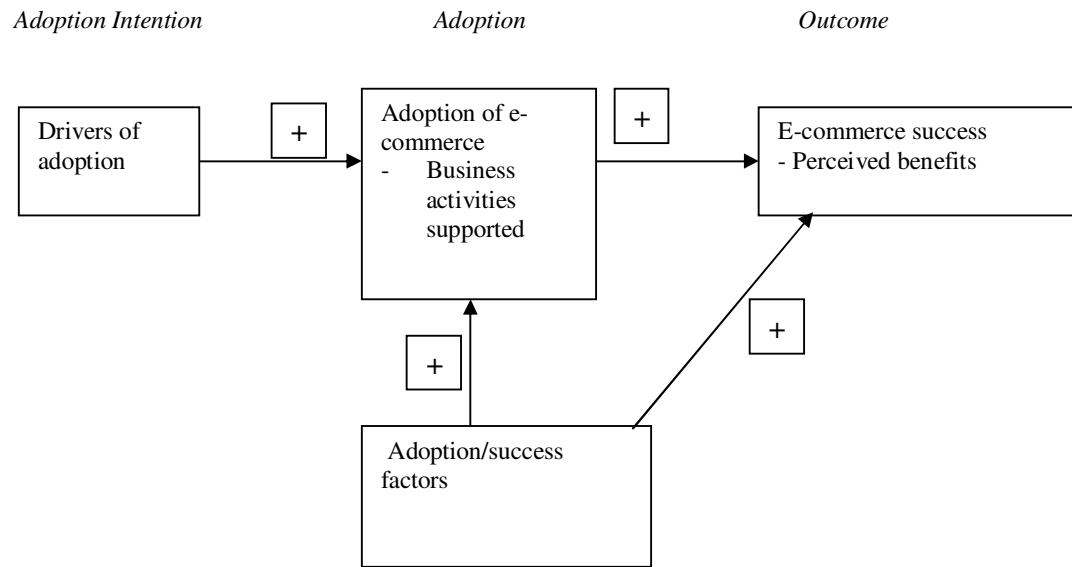 Adoption Intention
Adoption
Outcome
Drivers of
adoption
+
Adoption of e-
commerce
- Business
activities
supported
+
E-commerce success
- Perceived benefits
+
+
Adoption/success
factors